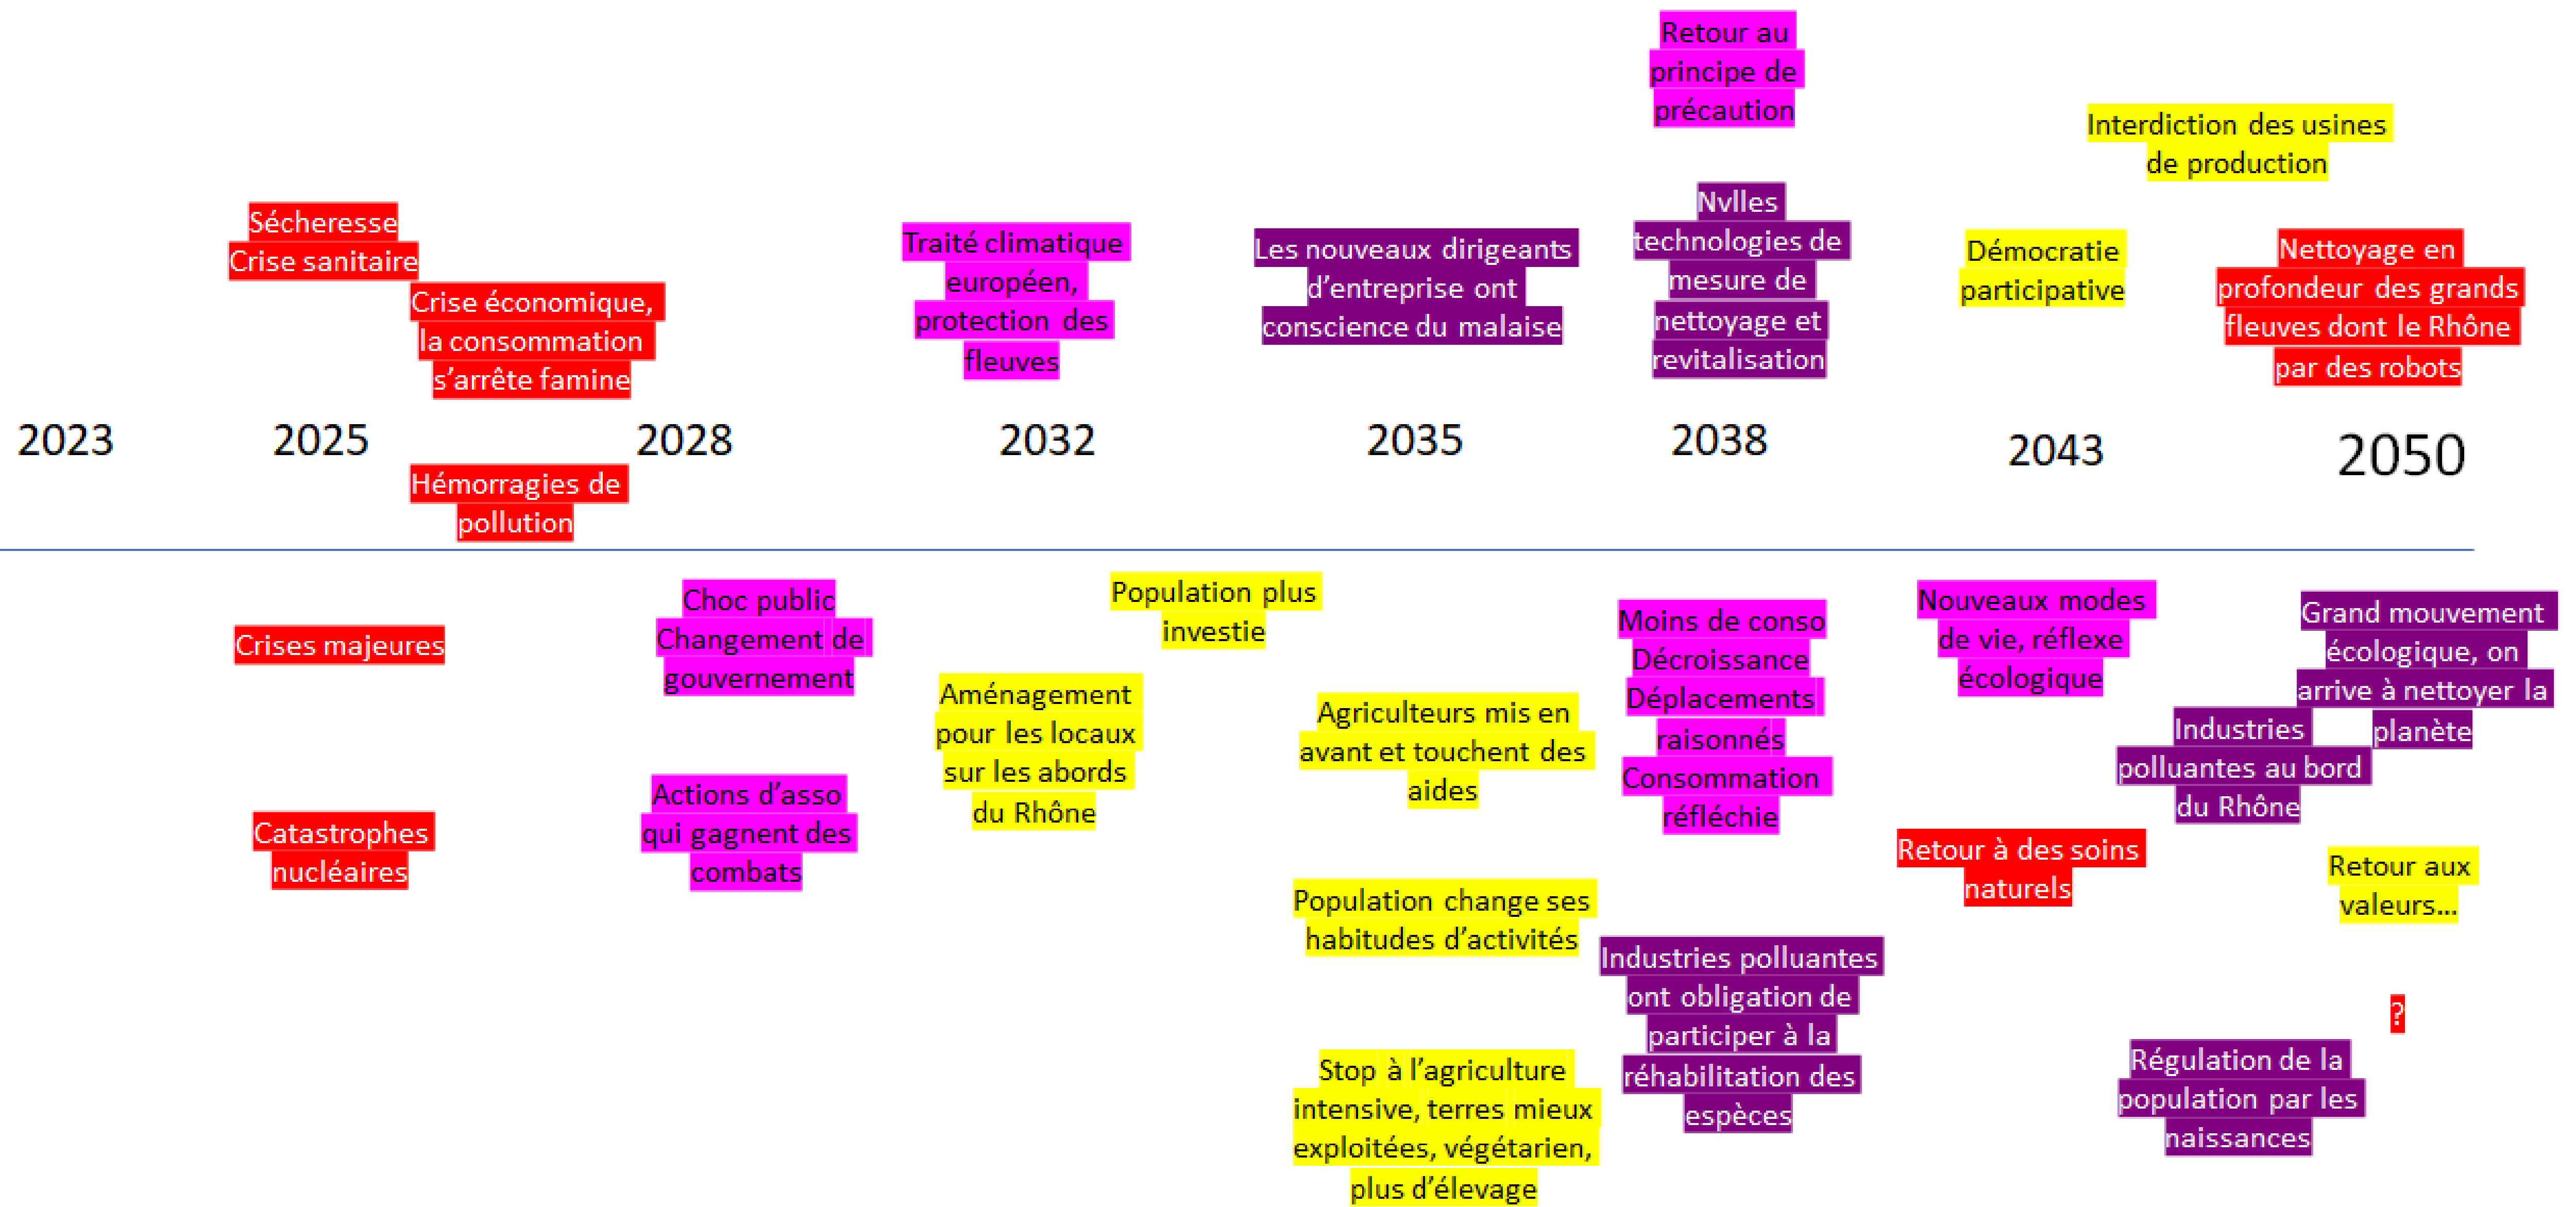 Retour au
principe de
précaution
Interdiction des usines
de production
Sécheresse
Crise sanitaire
Crise économique,
la consommation
s’arrête famine
Traité climatique
européen,
protection des
fleuves
Les nouveaux dirigeants
d’entreprise ont
conscience du malaise
Nvlles
technologies de
mesure de
nettoyage et
revitalisation
Démocratie
participative
Nettoyage en
profondeur des grands
fleuves dont le Rhône
par des robots
2023
2025
2028
2032
2035
2038
2043
2050
Hémorragies de
pollution
Crises majeures
Catastrophes
nucléaires
Choc public
Changement de
gouvernement
Actions d’asso
qui gagnent des
combats
Population plus
investie
Aménagement
pour les locaux
sur les abords
du Rhône
Agriculteurs mis en
avant et touchent des
aides
Population change ses
habitudes d’activités
Stop à l’agriculture
intensive, terres mieux
exploitées, végétarien,
plus d’élevage
Moins de conso
Décroissance
Déplacements
raisonnés
Consommation
réfléchie
Industries polluantes
ont obligation de
participer à la
réhabilitation des
espèces
Nouveaux modes
de vie, réflexe
écologique
Retour à des soins
naturels
Grand mouvement
écologique, on
arrive à nettoyer la
planète
Industries
polluantes au bord
du Rhône
Retour aux
valeurs...
?
Régulation de la
population par les
naissances